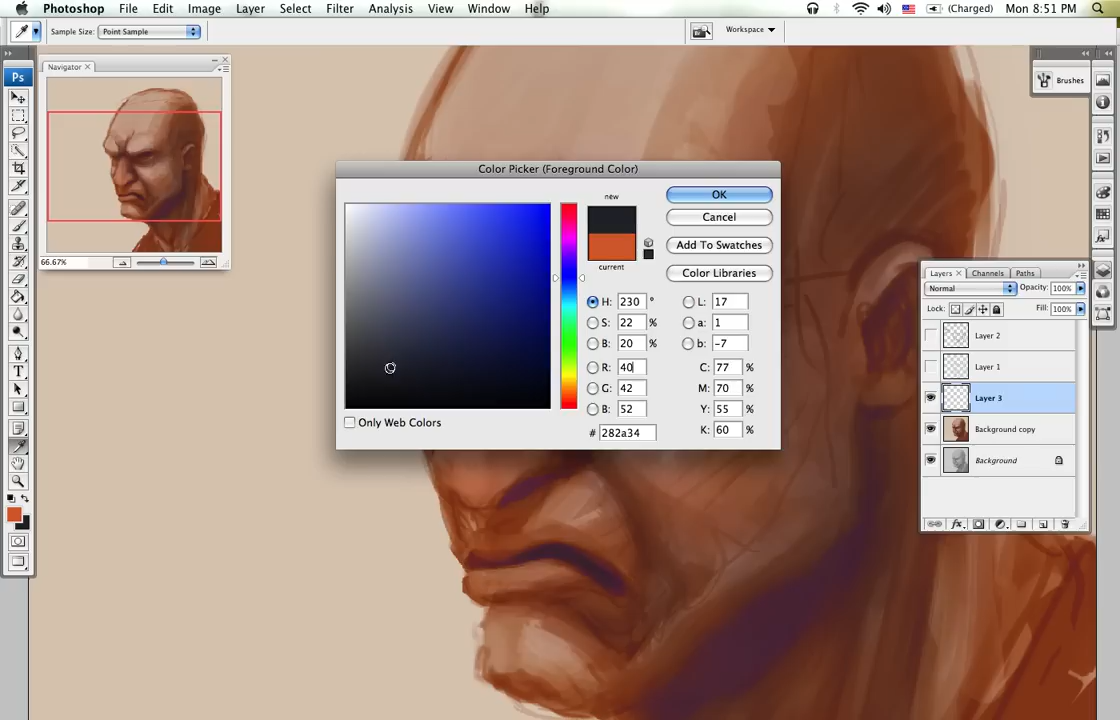 Photoshop File Edit Image Layer Select Filter Analysis View Window Help (Charged) Mon 8:51 PM
Sample Size: Point Sample Workspace
Navigator
Ps
Brushes
66.67%
Color Picker (Foreground Color)
new
current
OK
Cancel
Add To Swatches
Color Libraries
H: 230 ° L: 17
S: 22 % a: 1
B: 20 % b: -7
R: 40 C: 77 %
G: 42 M: 70 %
B: 52 Y: 55 %
# 282a34 K: 60 %
Only Web Colors
Layers Channels Paths
Normal Opacity: 100%
Lock: Fill: 100%
Layer 2
Layer 1
Layer 3
Background copy
Background
fx
T